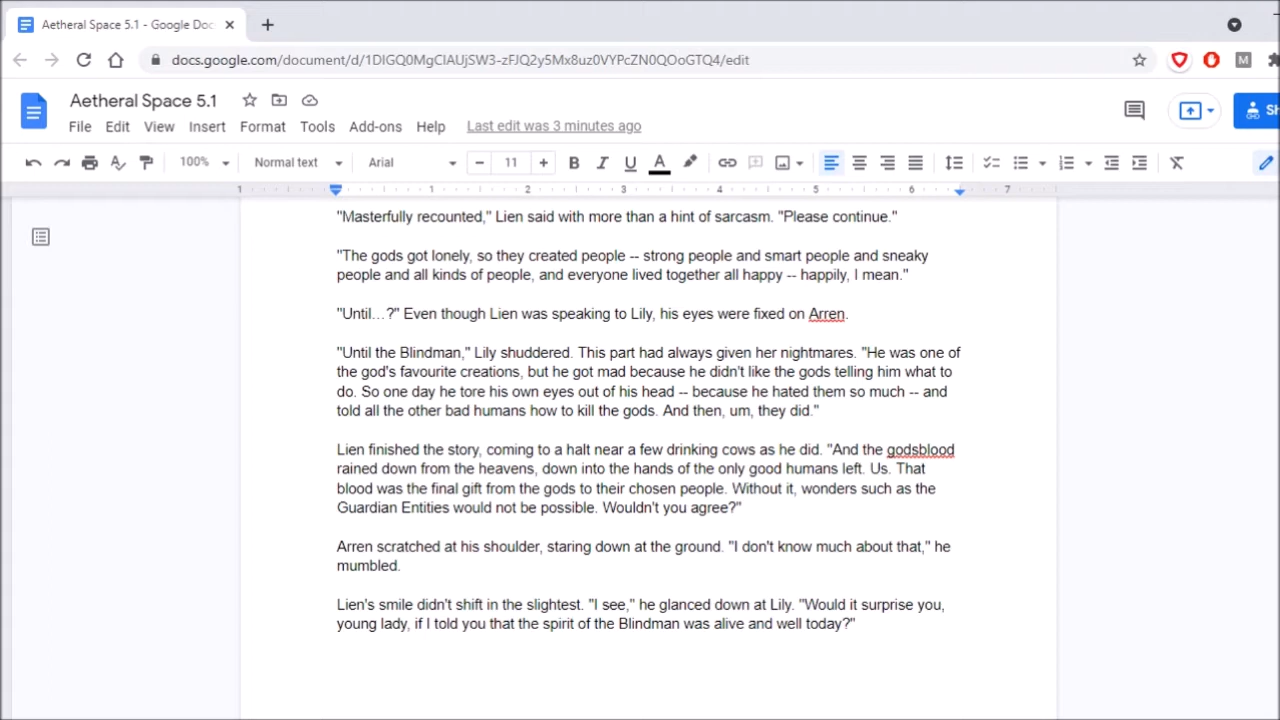 Aetheral Space 5.1 - Google Doc
docs.google.com/document/d/1DIGQ0MgCIAUjSW3-zFJQ2y5Mx8uz0VYPcZN0QOoGTQ4/edit
M
Aetheral Space 5.1
Sh
File Edit View Insert Format Tools Add-ons Help Last edit was 3 minutes ago
100% Normal text Arial 11 B I U A
1 1 2 3 4 5 6 7
"Masterfully recounted," Lien said with more than a hint of sarcasm. "Please continue."
"The gods got lonely, so they created people -- strong people and smart people and sneaky
people and all kinds of people, and everyone lived together all happy -- happily, I mean."
"Until…?" Even though Lien was speaking to Lily, his eyes were fixed on Arren.
"Until the Blindman," Lily shuddered. This part had always given her nightmares. "He was one of
the god's favourite creations, but he got mad because he didn't like the gods telling him what to
do. So one day he tore his own eyes out of his head -- because he hated them so much -- and
told all the other bad humans how to kill the gods. And then, um, they did."
Lien finished the story, coming to a halt near a few drinking cows as he did. "And the godsblood
rained down from the heavens, down into the hands of the only good humans left. Us. That
blood was the final gift from the gods to their chosen people. Without it, wonders such as the
Guardian Entities would not be possible. Wouldn't you agree?"
Arren scratched at his shoulder, staring down at the ground. "I don't know much about that," he
mumbled.
Lien's smile didn't shift in the slightest. "I see," he glanced down at Lily. "Would it surprise you,
young lady, if I told you that the spirit of the Blindman was alive and well today?"